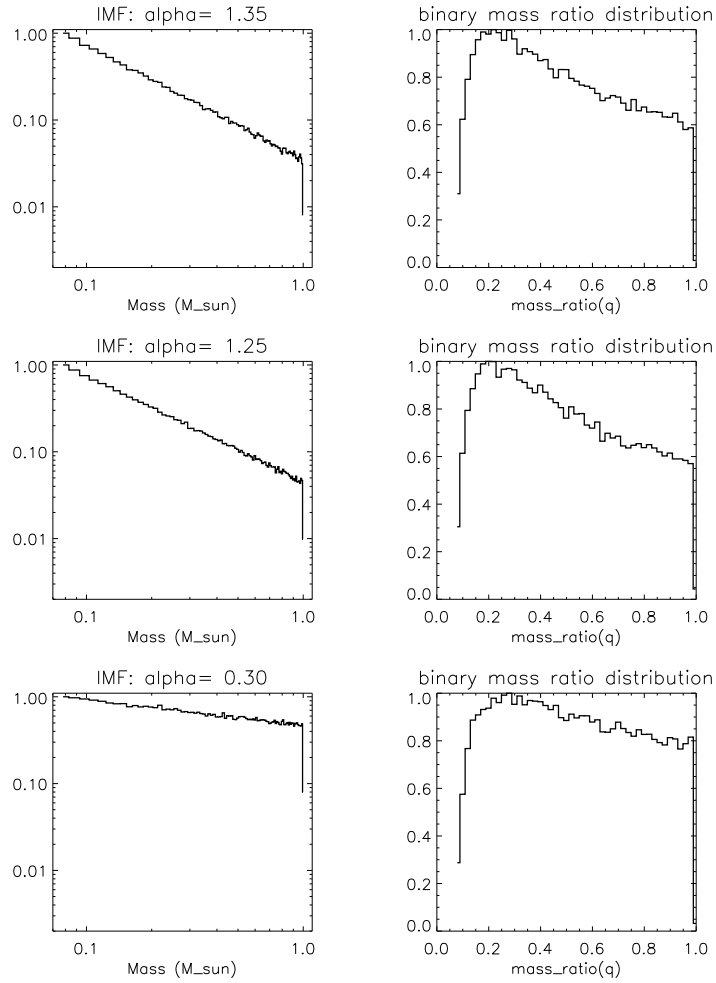 IMF: alpha= 1.35
1.00
0.10
0.01
0.1
1.0
Mass (M_sun)
binary mass ratio distribution
1.0
0.8
0.6
0.4
0.2
0.0
0.0 0.2 0.4 0.6 0.8 1.0
mass_ratio(q)
IMF: alpha= 1.25
1.00
0.10
0.01
0.1
1.0
Mass (M_sun)
binary mass ratio distribution
1.0
0.8
0.6
0.4
0.2
0.0
0.0 0.2 0.4 0.6 0.8 1.0
mass_ratio(q)
IMF: alpha= 0.30
1.00
0.10
0.01
0.1
1.0
Mass (M_sun)
binary mass ratio distribution
1.0
0.8
0.6
0.4
0.2
0.0
0.0 0.2 0.4 0.6 0.8 1.0
mass_ratio(q)